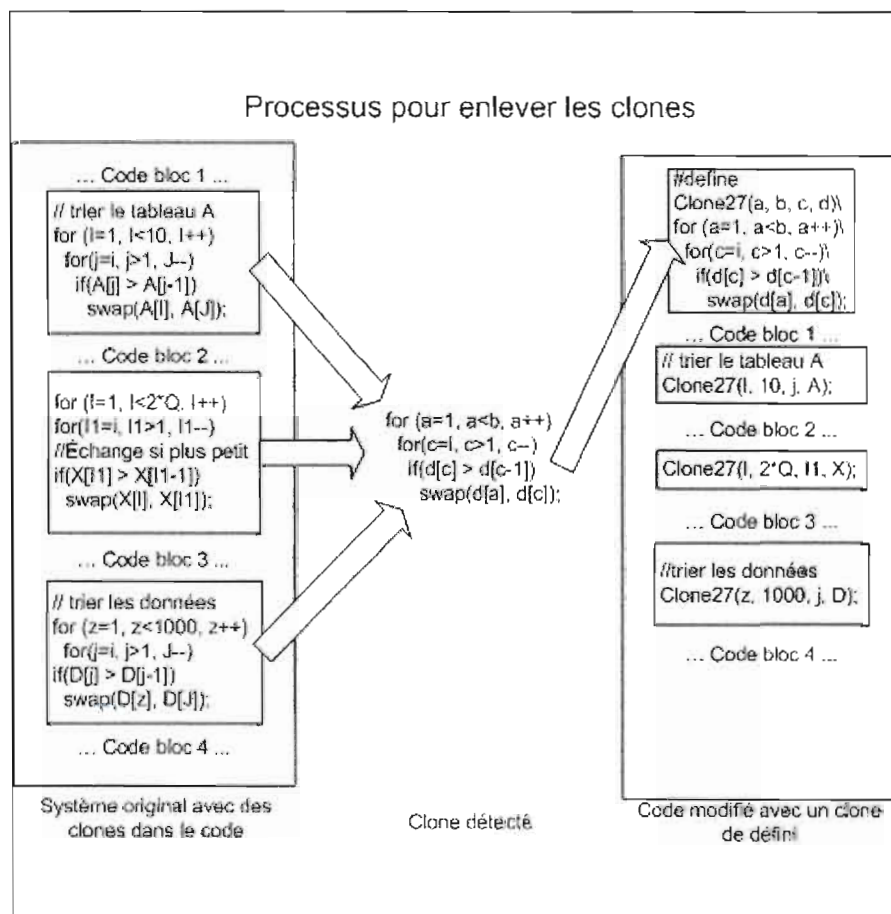 Processus pour enlever les clones
... Code bloc 1 ...
// trier le tableau A
for (I=1, I<10, I++)
for(j=i, j>1, J--)
if(A[j] > A[j-1])
swap(A[I], A[J]);
... Code bloc 2 ...
for (I=1, I<2*Q, I++)
for(I1=i, I1>1, I1--)
//Échange si plus petit
if(X[I1] > X[I1-1])
swap(X[I], X[I1]);
... Code bloc 3 ...
// trier les données
for (z=1, z<1000, z++)
for(j=i, j>1, J--)
if(D[j] > D[j-1])
swap(D[z], D[J]);
... Code bloc 4 ...
Système original avec des
clones dans le code
for (a=1, a<b, a++)
for(c=I, c>1, c--)
if(d[c] > d[c-1])
swap(d[a], d[c]);
Clone détecté
#define
Clone27(a, b, c, d)\
for (a=1, a<b, a++)\
for(c=i, c>1, c--)\
if(d[c] > d[c-1])\
swap(d[a], d[c]);
... Code bloc 1 ...
// trier le tableau A
Clone27(I, 10, j, A);
... Code bloc 2 ...
Clone27(I, 2*Q, I1, X);
... Code bloc 3 ...
//trier les données
Clone27(z, 1000, j, D);
... Code bloc 4 ...
Code modifié avec un clone
de défini